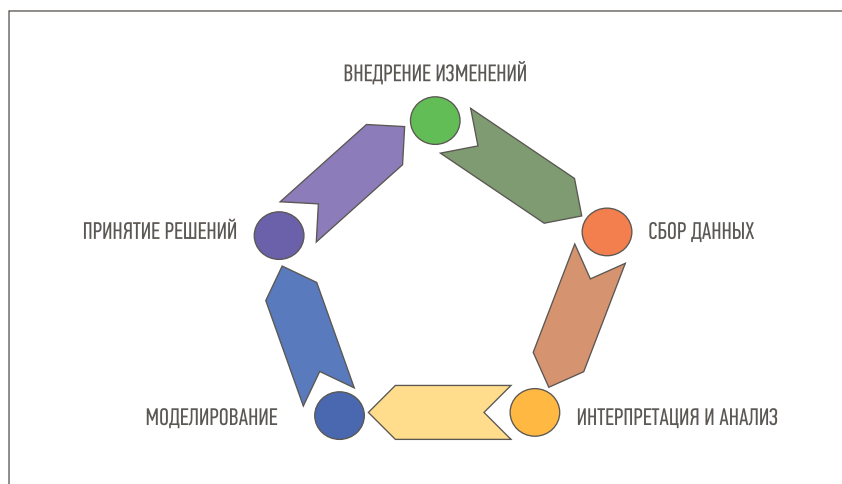 ВНЕДРЕНИЕ ИЗМЕНЕНИЙ
ПРИНЯТИЕ РЕШЕНИЙ
СБОР ДАННЫХ
МОДЕЛИРОВАНИЕ
ИНТЕРПРЕТАЦИЯ И АНАЛИЗ